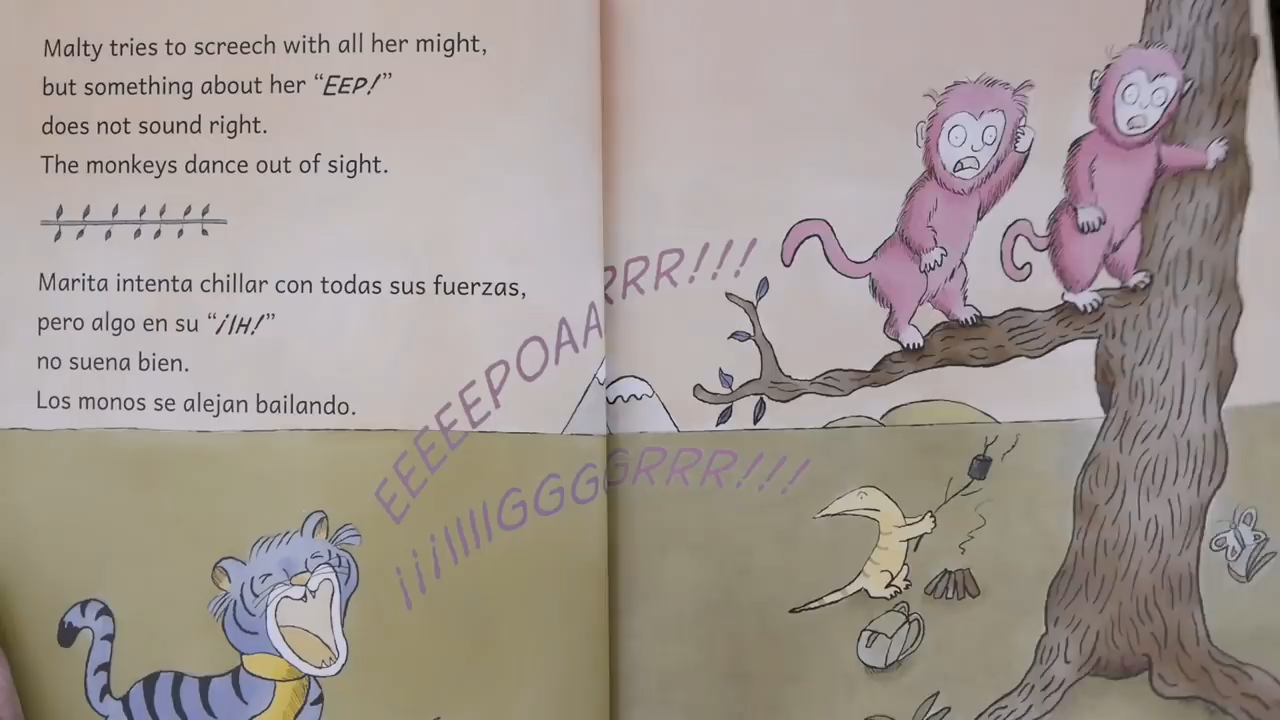 Malty tries to screech with all her might,
but something about her “EEP!”
does not sound right.
The monkeys dance out of sight.
Marita intenta chillar con todas sus fuerzas,
pero algo en su “¡IH!”
no suena bien.
Los monos se alejan bailando.
EEEEEPOAARRR!!!
¡¡¡IIIIGGGGRRR!!!